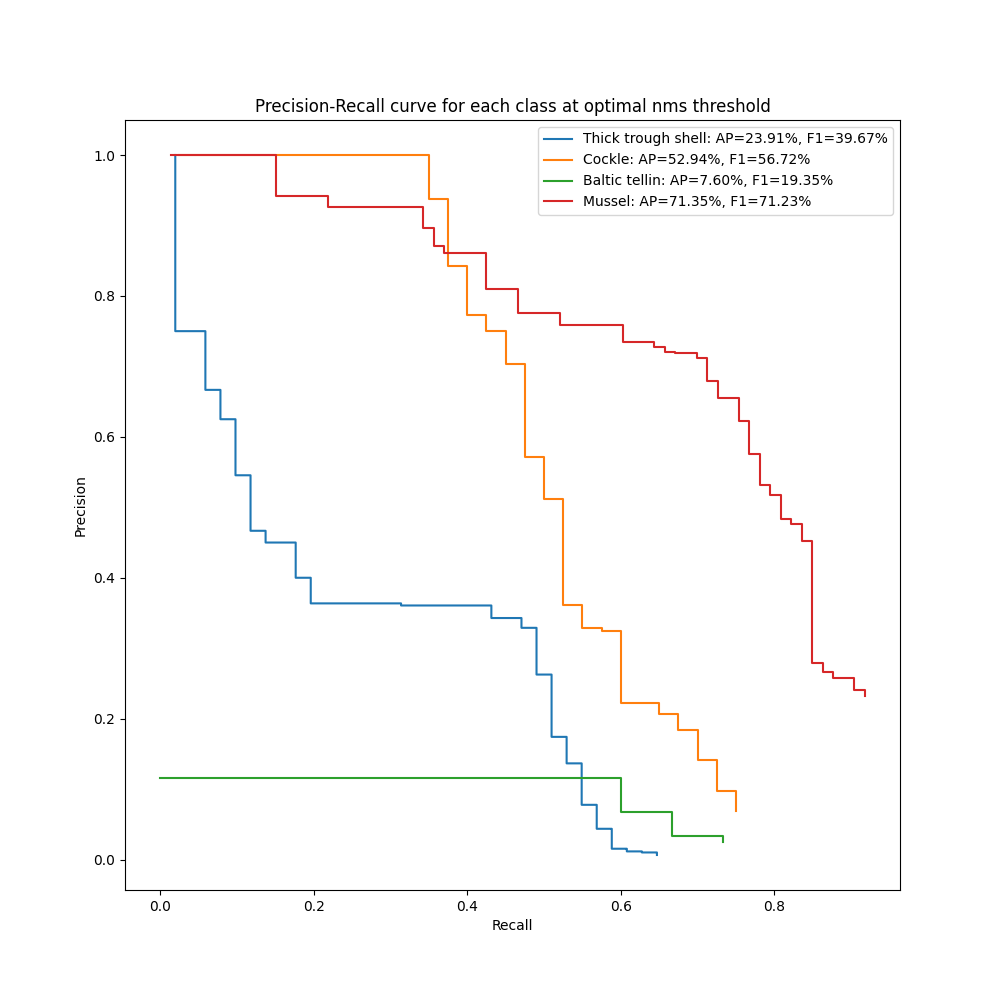 Precision-Recall curve for each class at optimal nms threshold
Thick trough shell: AP=23.91%, F1=39.67%
Cockle: AP=52.94%, F1=56.72%
Baltic tellin: AP=7.60%, F1=19.35%
Mussel: AP=71.35%, F1=71.23%
1.0
0.8
0.6
0.4
0.2
0.0
Precision
0.0 0.2 0.4 0.6 0.8
Recall